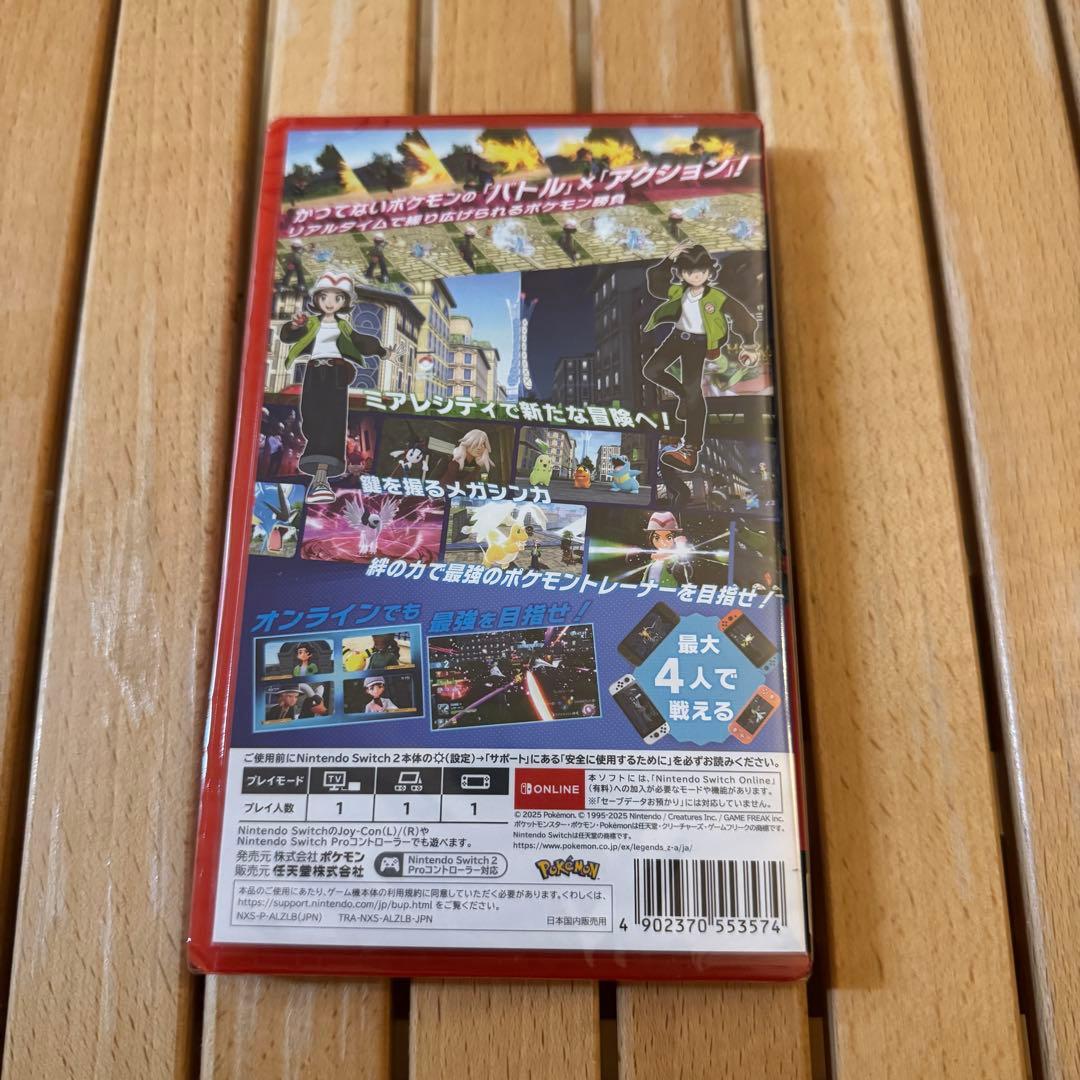 かつてないポケモンの「バトル」×「アクション」!
リアルタイムで繰り広げられるポケモン勝負
ミアレシティで新たな冒険へ!
鍵を握るメガシンカ
絆の力で最強のポケモントレーナーを目指せ!
オンラインでも 最強を目指せ!
最大
4人で
戦える
ご使用前にNintendo Switch 2本体の(設定)→「サポート」にある「安全に使用するために」を必ずお読みください。
プレイモード TV
プレイ人数 1 1 1
ONLINE
本ソフトには、「Nintendo Switch Online」
(有料)への加入が必要なモードや機能があります。
※「セーブデータお預かり」には対応していません。
© 2025 Pokémon. © 1995-2025 Nintendo / Creatures Inc. / GAME FREAK inc.
ポケットモンスター・ポケモン・Pokémonは任天堂・クリーチャーズ・ゲームフリークの商標です。
Nintendo Switchは任天堂の商標です。
https://www.pokemon.co.jp/ex/legends_z-a/ja/
Nintendo SwitchのJoy-Con(L)/(R)や
Nintendo Switch Proコントローラーでも遊べます。
発売元 株式会社 ポケモン
販売元 任天堂株式会社
Nintendo Switch 2
Proコントローラー対応
POKéMON
本品のご使用にあたり、ゲーム機本体の利用規約に同意していただく必要があります。くわしくは、
https://support.nintendo.com/jp/bup.html をご覧ください。
NXS-P-ALZLB(JPN) TRA-NXS-ALZLB-JPN
日本国内販売用
4 902370 553574